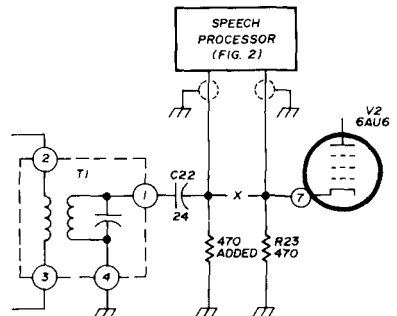 SPEECH
PROCESSOR
(FIG. 2)
V2
6AU6
2
T1
1
C22
24
X
7
470
ADDED
R23
470
3
4